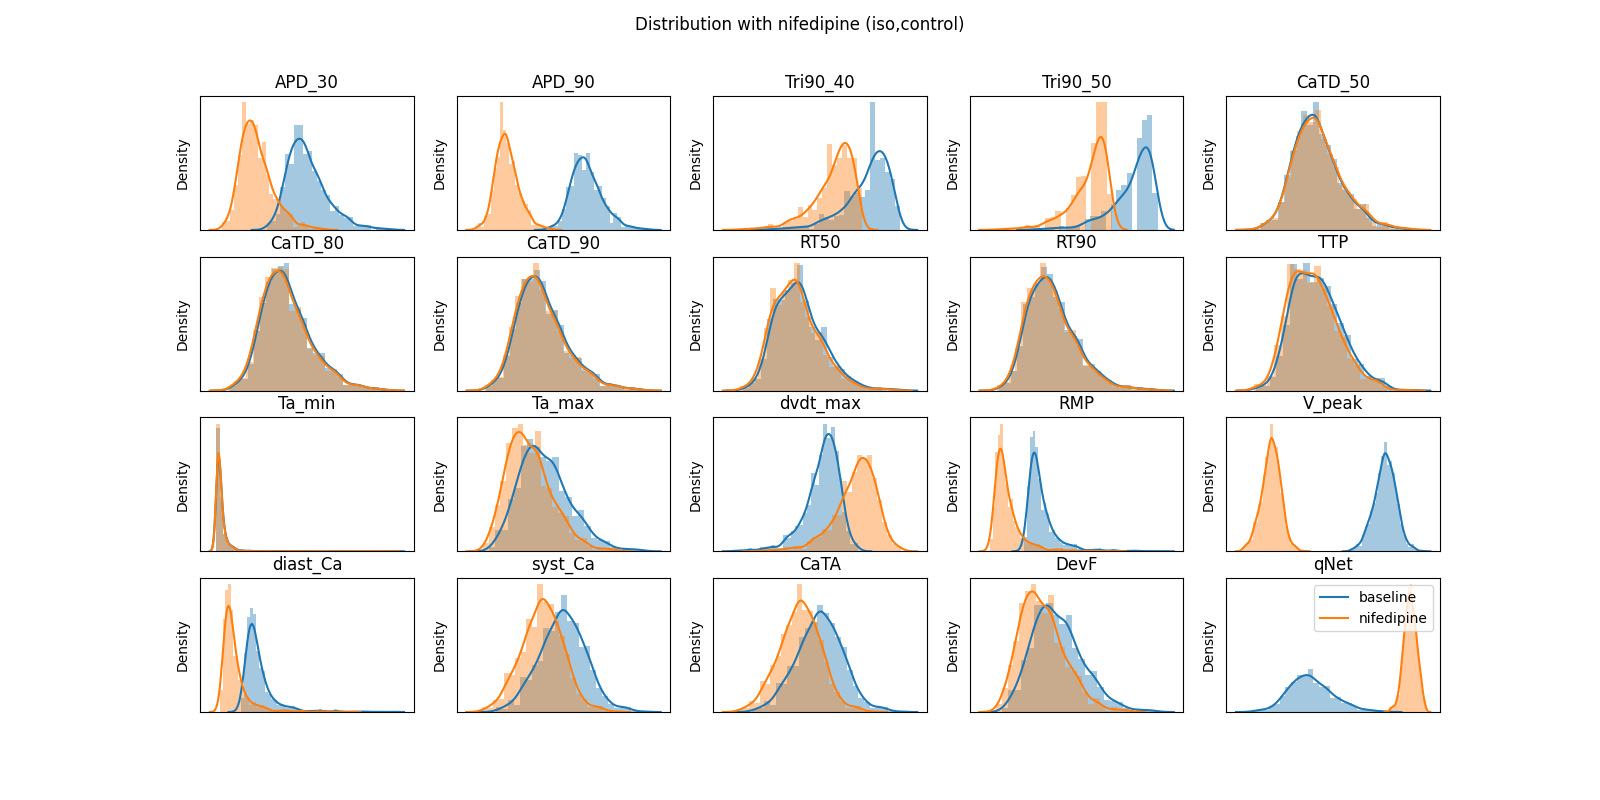 Distribution with nifedipine (iso,control)
APD_30
APD_90
Tri90_40
Tri90_50
CaTD_50
Density
Density
Density
Density
Density
CaTD_80
CaTD_90
RT50
RT90
TTP
Density
Density
Density
Density
Density
Ta_min
Ta_max
dvdt_max
RMP
V_peak
Density
Density
Density
Density
Density
diast_Ca
syst_Ca
CaTA
DevF
qNet
Density
Density
Density
Density
Density
baseline
nifedipine